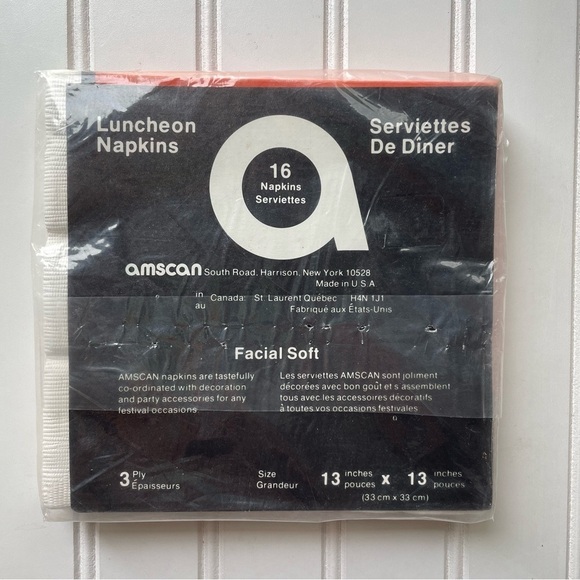 Luncheon
Napkins
Serviettes
De Dîner
16
Napkins
Serviettes
amscan South Road, Harrison, New York 10528
Made in U S A
in
au
Canada: St. Laurent Québec H4N 1J1
Fabriqué aux États-Unis
Facial Soft
AMSCAN napkins are tastefully
co-ordinated with decoration
and party accessories for any
festival occasions.
Les serviettes AMSCAN sont joliment
décorées avec bon goût et s assemblent
tous avec les accessoires décoratifs
à toutes vos occasions festivales
G
3 Ply
Épaisseurs
Size
Grandeur
13 inches
pouces
x 13 inches
pouces
(33 cm x 33 cm)